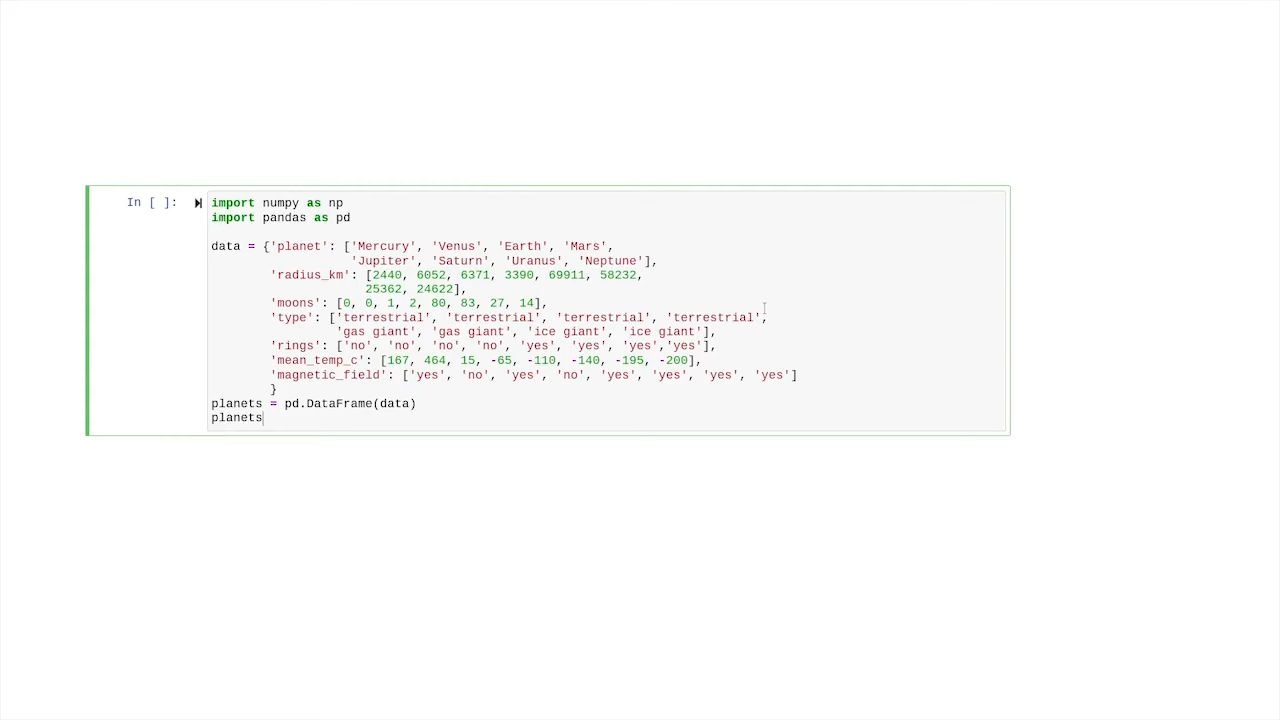 In [ ]:
import numpy as np
import pandas as pd
data = {'planet': ['Mercury', 'Venus', 'Earth', 'Mars',
'Jupiter', 'Saturn', 'Uranus', 'Neptune'],
'radius_km': [2440, 6052, 6371, 3390, 69911, 58232,
25362, 24622],
'moons': [0, 0, 1, 2, 80, 83, 27, 14],
'type': ['terrestrial', 'terrestrial', 'terrestrial', 'terrestrial',
'gas giant', 'gas giant', 'ice giant', 'ice giant'],
'rings': ['no', 'no', 'no', 'no', 'yes', 'yes', 'yes','yes'],
'mean_temp_c': [167, 464, 15, -65, -110, -140, -195, -200],
'magnetic_field': ['yes', 'no', 'yes', 'no', 'yes', 'yes', 'yes', 'yes']
}
planets = pd.DataFrame(data)
planets